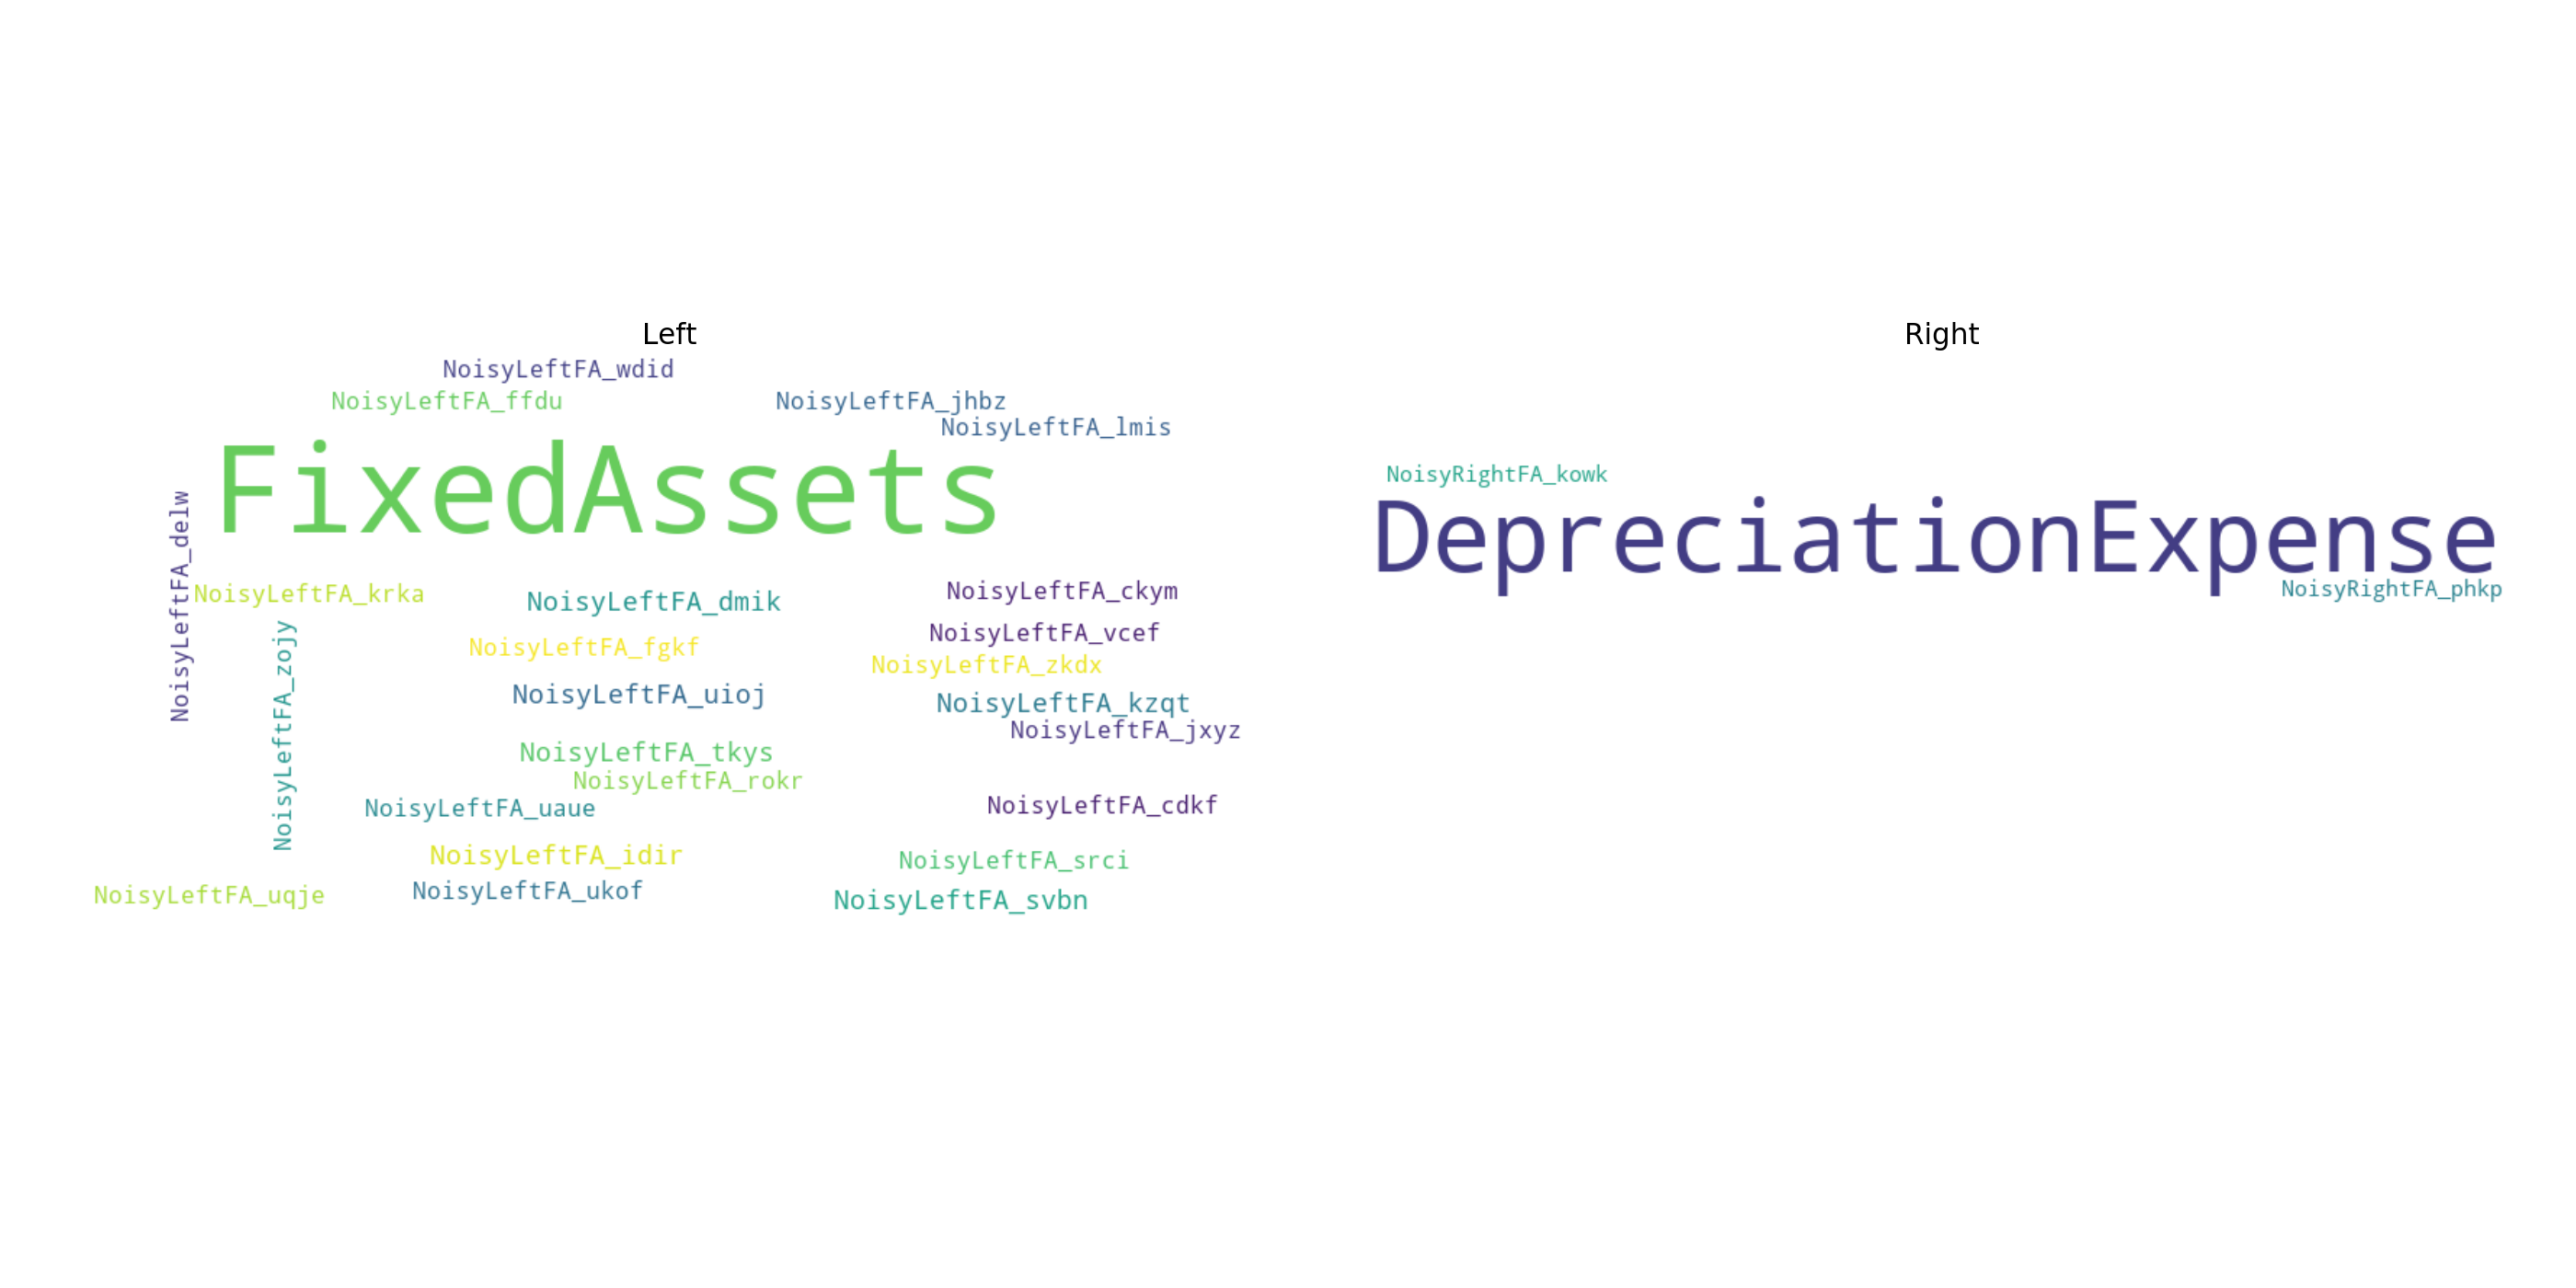 Left
NoisyLeftFA_wdid
NoisyLeftFA_ffdu
NoisyLeftFA_jhbz
NoisyLeftFA_lmis
FixedAssets
NoisyLeftFA_delw
NoisyLeftFA_krka
NoisyLeftFA_dmik
NoisyLeftFA_ckym
NoisyLeftFA_zojy
NoisyLeftFA_vcef
NoisyLeftFA_fgkf
NoisyLeftFA_zkdx
NoisyLeftFA_uioj
NoisyLeftFA_kzqt
NoisyLeftFA_jxyz
NoisyLeftFA_tkys
NoisyLeftFA_rokr
NoisyLeftFA_uaue
NoisyLeftFA_cdkf
NoisyLeftFA_idir
NoisyLeftFA_srci
NoisyLeftFA_uqje
NoisyLeftFA_ukof
NoisyLeftFA_svbn
Right
NoisyRightFA_kowk
DepreciationExpense
NoisyRightFA_phkp